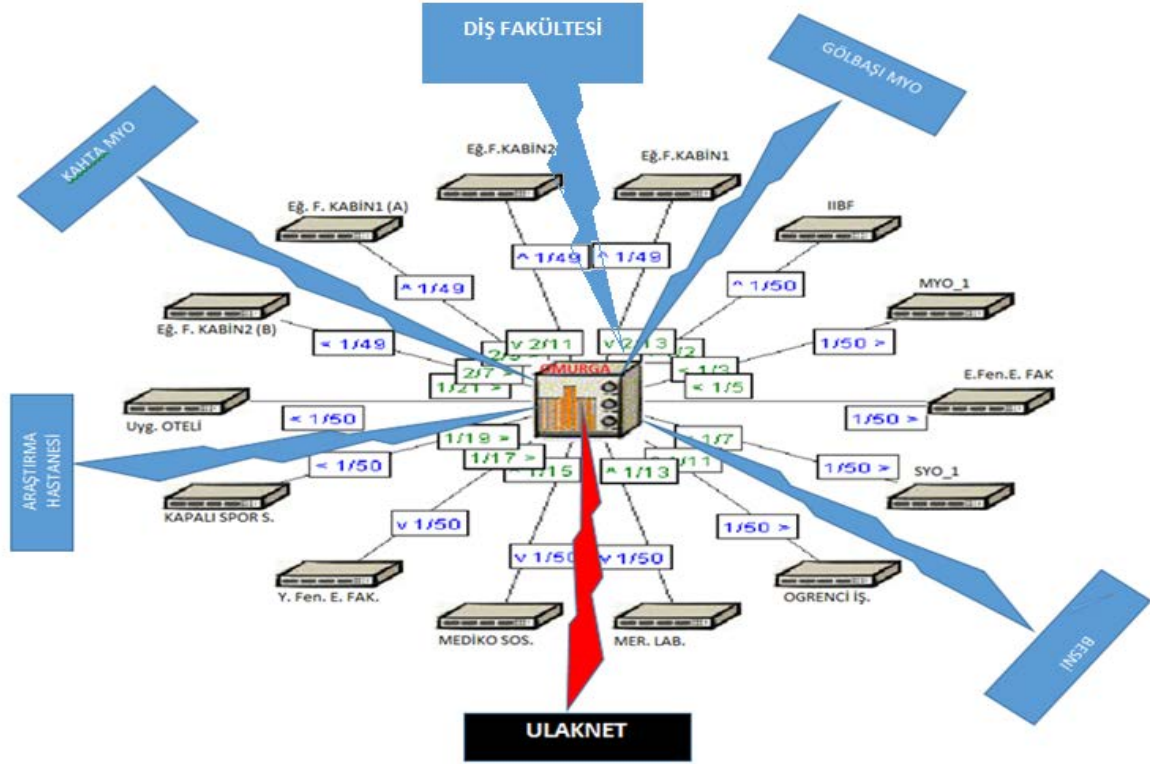 DİŞ FAKÜLTESİ
GÖLBAŞI MYO
KAHTA MYO
Eğ.F.KABİN2
Eğ.F.KABİN1
Eğ. F. KABİN1 (A)
IIBF
^ 1/49
^ 1/49
^ 1/49
^ 1/50
MYO_1
Eğ. F. KABİN2 (B)
< 1/49
v 2/11
v 2/13
1/50 >
2/7 >
< 1/3
1/21 >
< 1/5
OMURGA
E.Fen.E. FAK
Uyg. OTELİ
< 1/50
1/50 >
ARAŞTIRMA
HASTANESİ
< 1/50
1/19 >
1/17 >
1/15
^ 1/13
1/11
1/7
1/50 >
SYO_1
KAPALI SPOR S.
v 1/50
1/50 >
v 1/50
v 1/50
Y. Fen. E. FAK.
OGRENCİ İŞ.
MEDİKO SOS.
MER. LAB.
BESNİ
ULAKNET